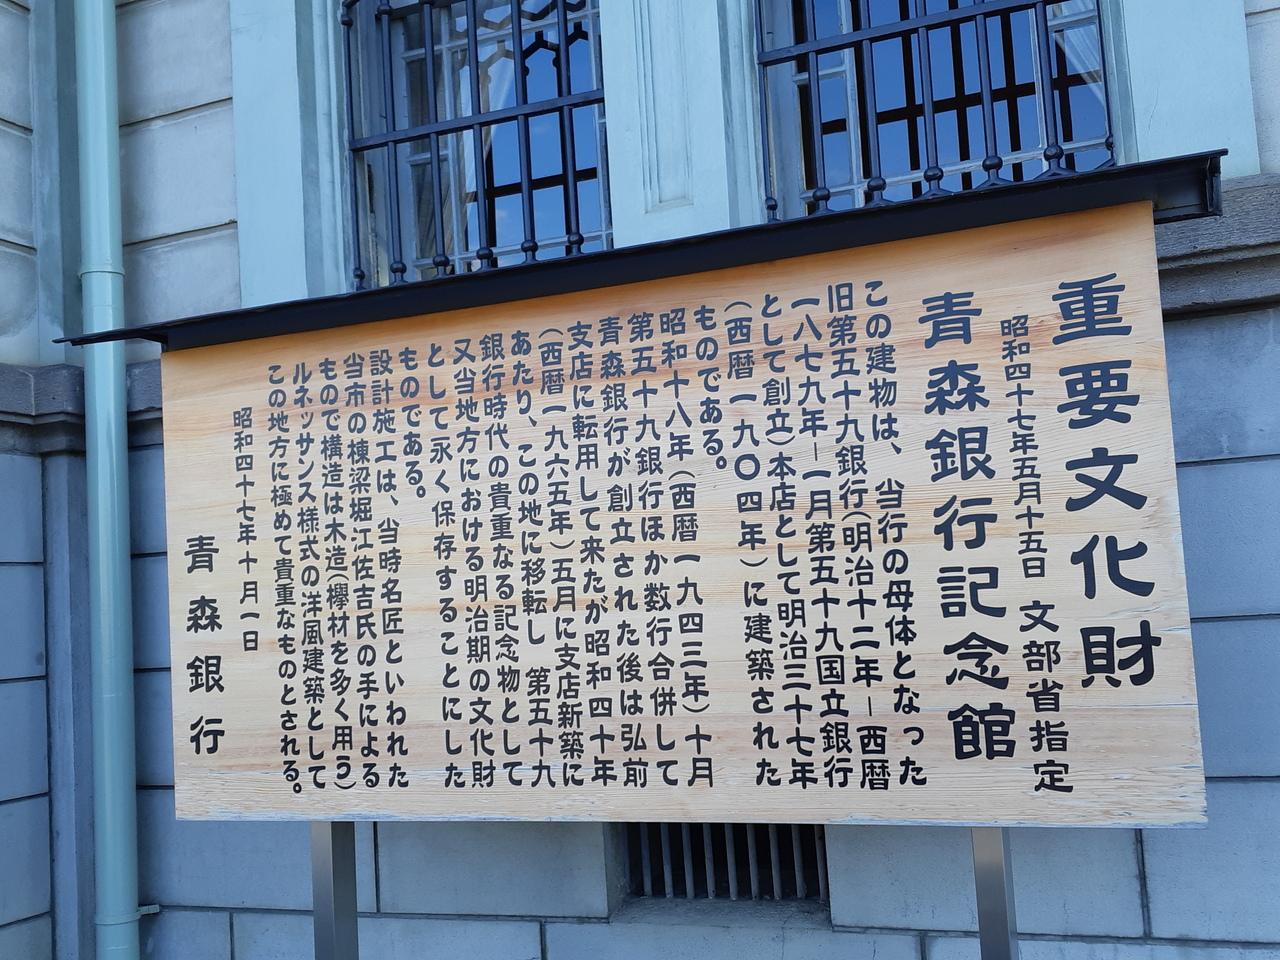 重要文化財
昭和四十七年五月十五日 文部省指定
青森銀行記念館
この建物は、当行の母体となった
旧第五十九銀行(明治十二年―西暦
一八七九年―一月第五十九国立銀行
として創立)本店として明治三十七年
(西暦一九〇四年)に建築された
ものである。
昭和十八年(西暦一九四三年)十月
第五十九銀行ほか数行合併して
青森銀行が創立された後は弘前
支店に転用して来たが昭和四十年
(西暦一九六五年)五月に支店新築に
あたり、この地に移転し 第五十九
銀行時代の貴重なる記念物として
又当地方における明治期の文化財
として永く保存することにした
ものである。
設計施工は、当時名匠といわれた
当市の棟梁堀江佐吉氏の手による
もので構造は木造(欅材を多く用う)
ルネッサンス様式の洋風建築として
この地方に極めて貴重なものとされる。
昭和四十七年十月一日
青森銀行